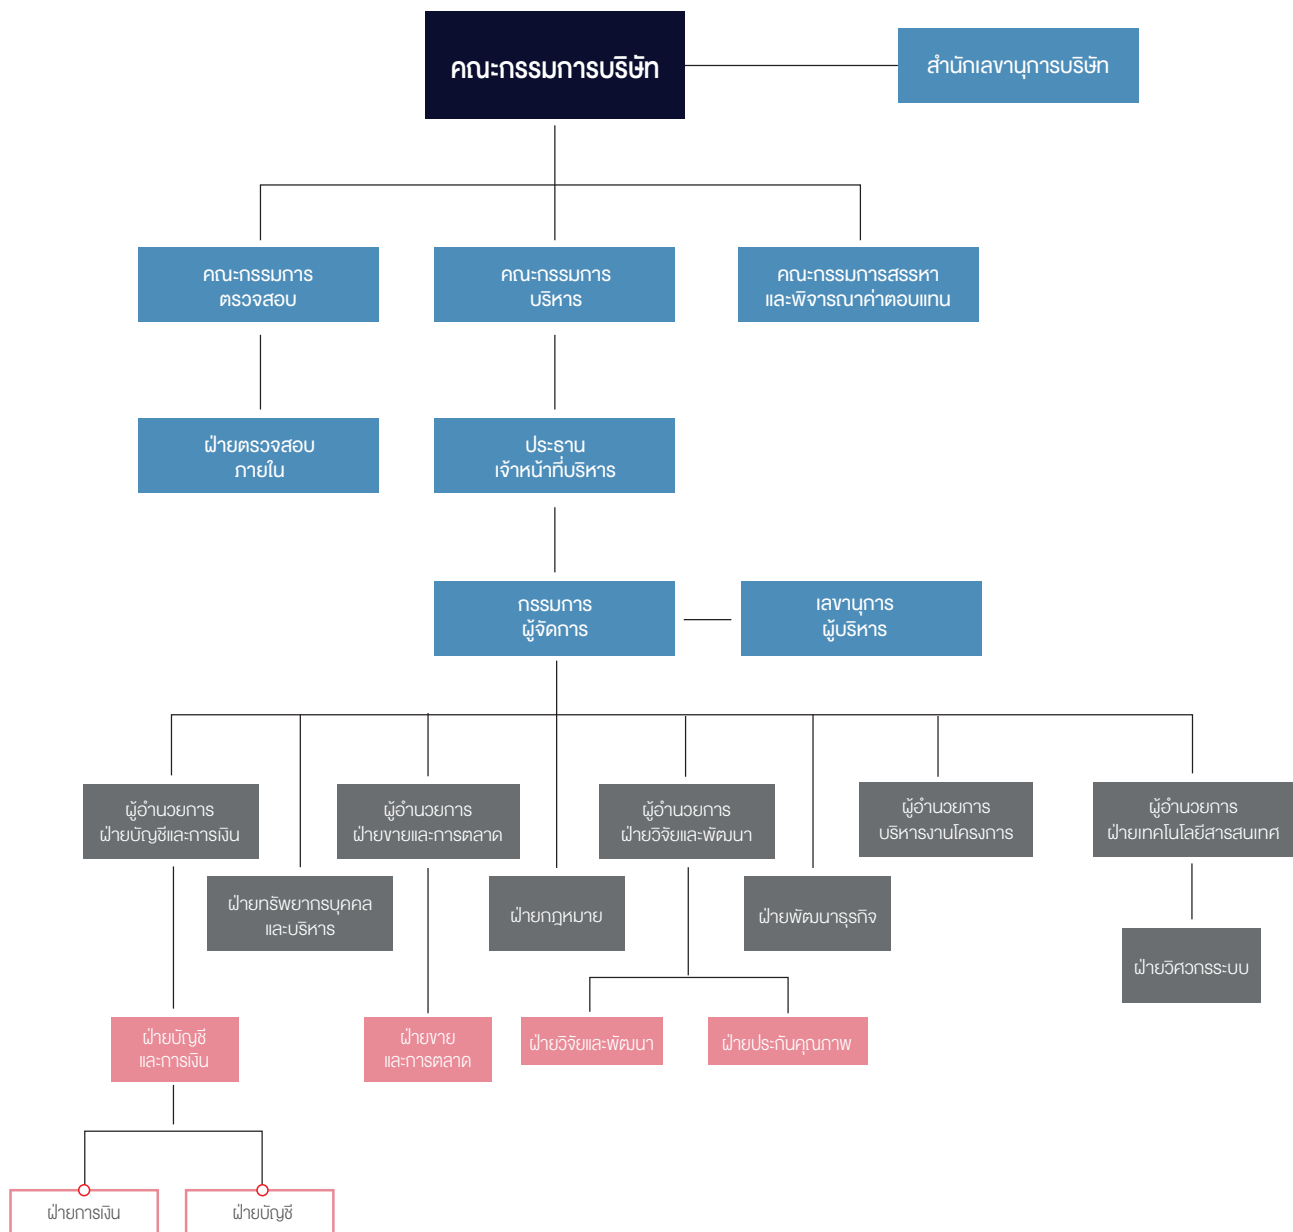 คณะกรรมการบริษัท
สำนักเลขานุการบริษัท
คณะกรรมการ
ตรวจสอบ
คณะกรรมการ
บริหาร
คณะกรรมการสรรหา
และพิจารณาค่าตอบแทน
ฝ่ายตรวจสอบ
ภายใน
ประธาน
เจ้าหน้าที่บริหาร
กรรมการ
ผู้จัดการ
เลขานุการ
ผู้บริหาร
ผู้อำนวยการ
ฝ่ายบัญชีและการเงิน
ผู้อำนวยการ
ฝ่ายขายและการตลาด
ผู้อำนวยการ
ฝ่ายวิจัยและพัฒนา
ผู้อำนวยการ
บริหารงานโครงการ
ผู้อำนวยการ
ฝ่ายเทคโนโลยีสารสนเทศ
ฝ่ายทรัพยากรบุคคล
และบริหาร
ฝ่ายกฎหมาย
ฝ่ายพัฒนาธุรกิจ
ฝ่ายวิศวกรระบบ
ฝ่ายบัญชี
และการเงิน
ฝ่ายขาย
และการตลาด
ฝ่ายวิจัยและพัฒนา
ฝ่ายประกันคุณภาพ
ฝ่ายการเงิน
ฝ่ายบัญชี